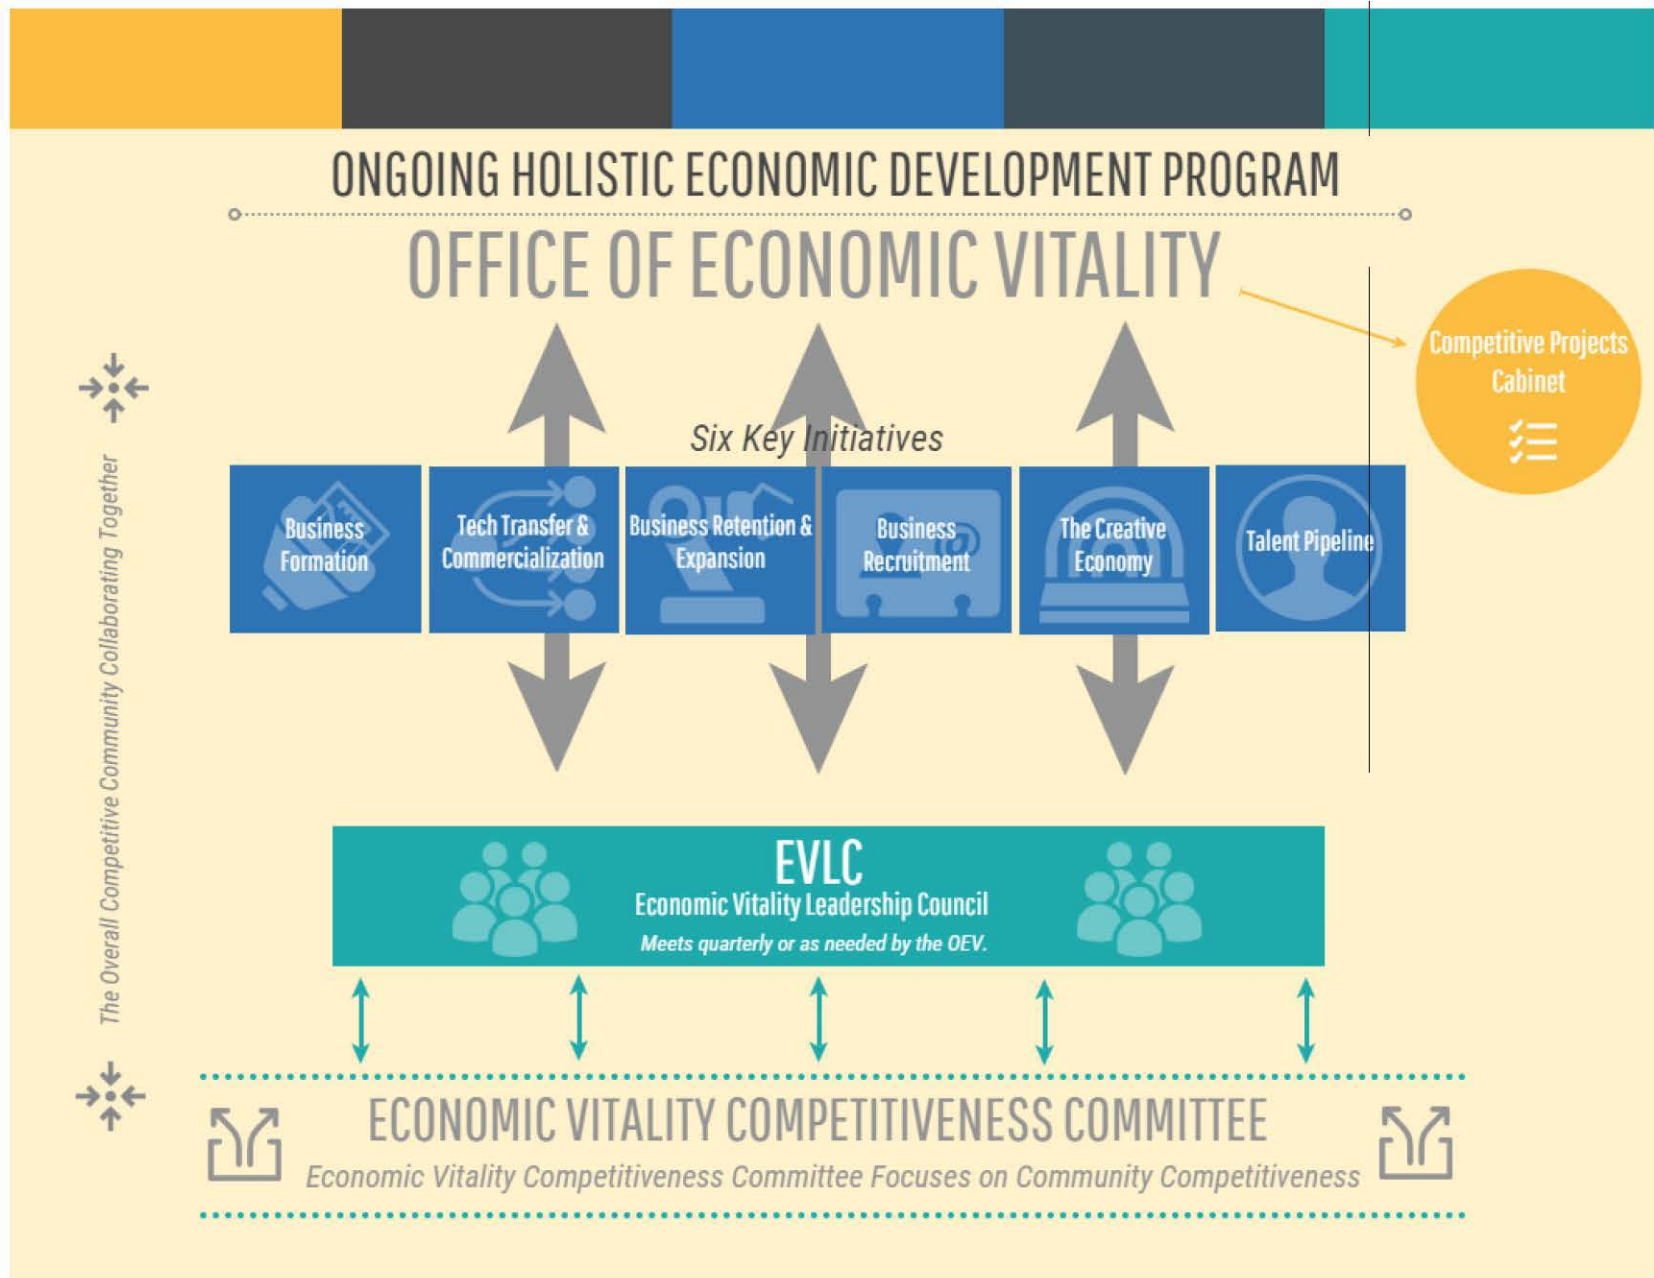 ONGOING HOLISTIC ECONOMIC DEVELOPMENT PROGRAM
OFFICE OF ECONOMIC VITALITY
Competitive Projects
Cabinet
Six Key Initiatives
Business
Formation
Tech Transfer &
Commercialization
Business Retention &
Expansion
Business
Recruitment
The Creative
Economy
Talent Pipeline
The Overall Competitive Community Collaborating Together
EVLC
Economic Vitality Leadership Council
Meets quarterly or as needed by the OEV.
ECONOMIC VITALITY COMPETITIVENESS COMMITTEE
Economic Vitality Competitiveness Committee Focuses on Community Competitiveness